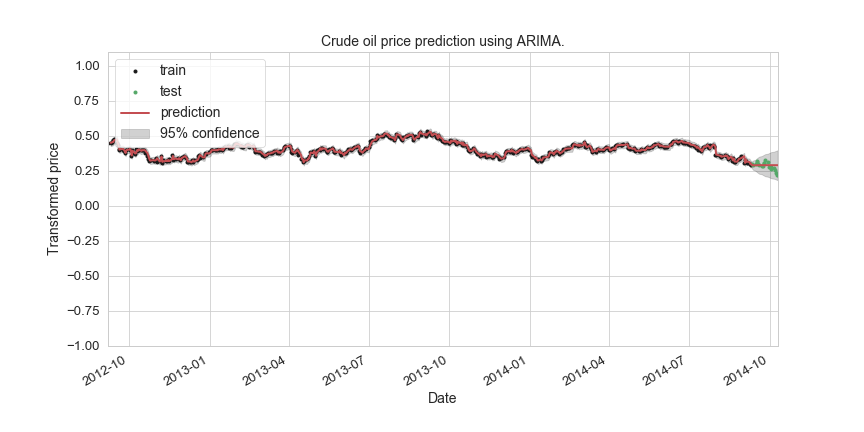 Crude oil price prediction using ARIMA.
train
test
prediction
95% confidence
1.00
0.75
0.50
0.25
0.00
−0.25
−0.50
−0.75
−1.00
Transformed price
2012-10
2013-01
2013-04
2013-07
2013-10
2014-01
2014-04
2014-07
2014-10
Date